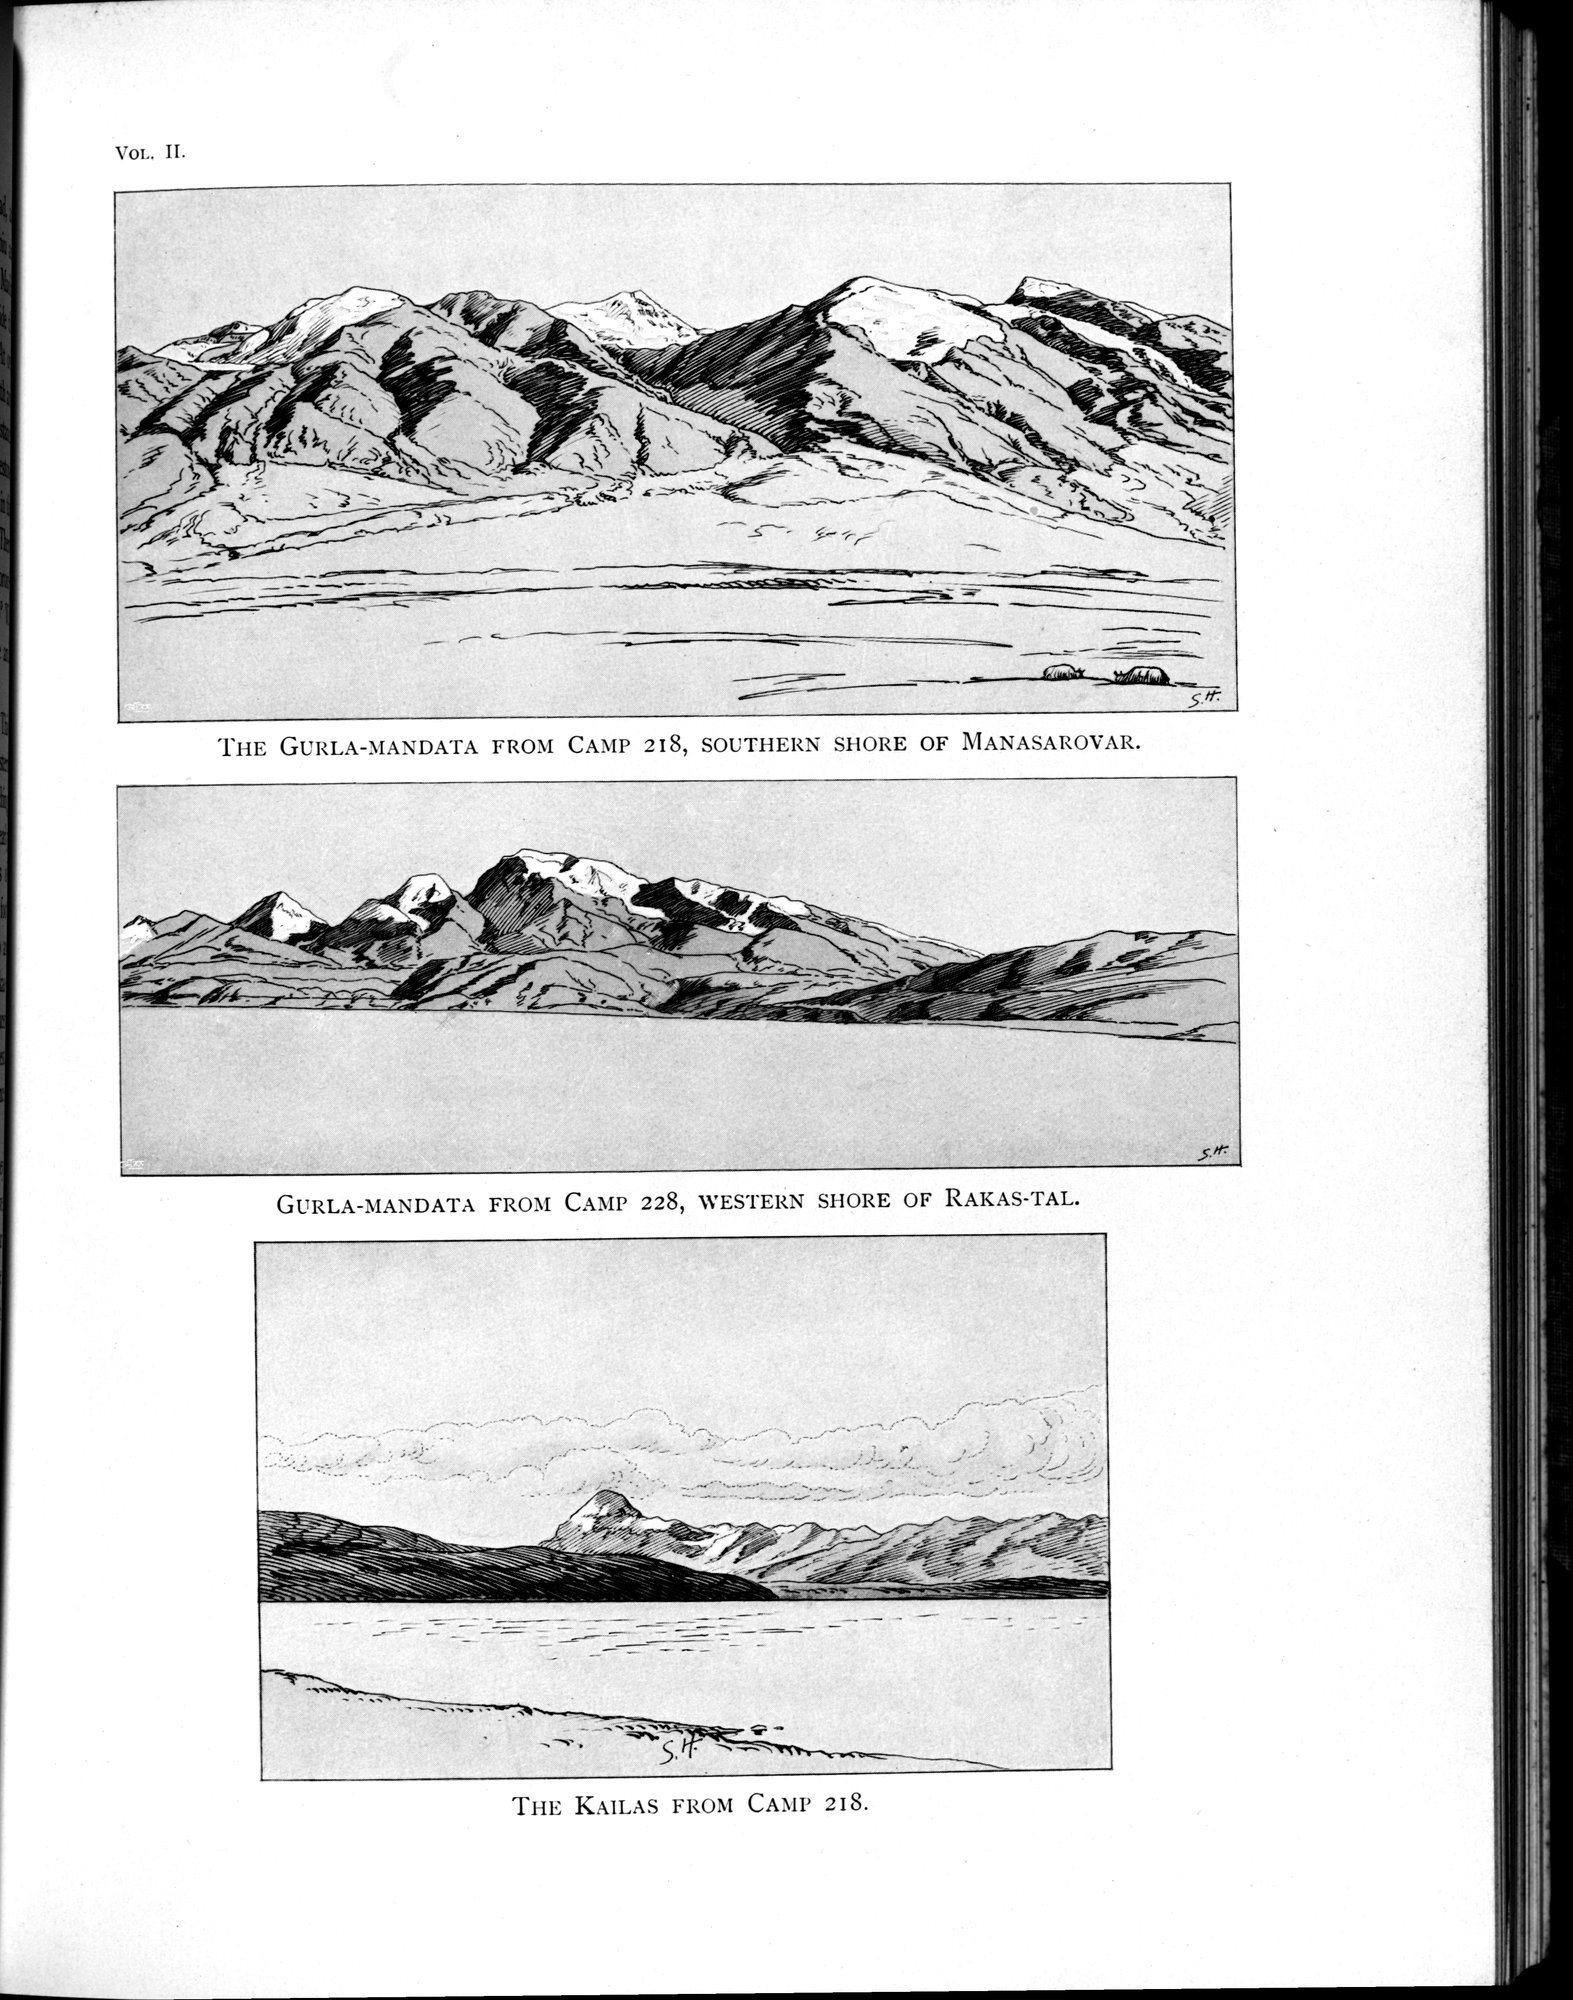 Vol. II.
S.H.
The Gurla-mandata from Camp 218, southern shore of Manasarovar.
S.H.
Gurla-mandata from Camp 228, western shore of Rakas-tal.
S.H.
The Kailas from Camp 218.